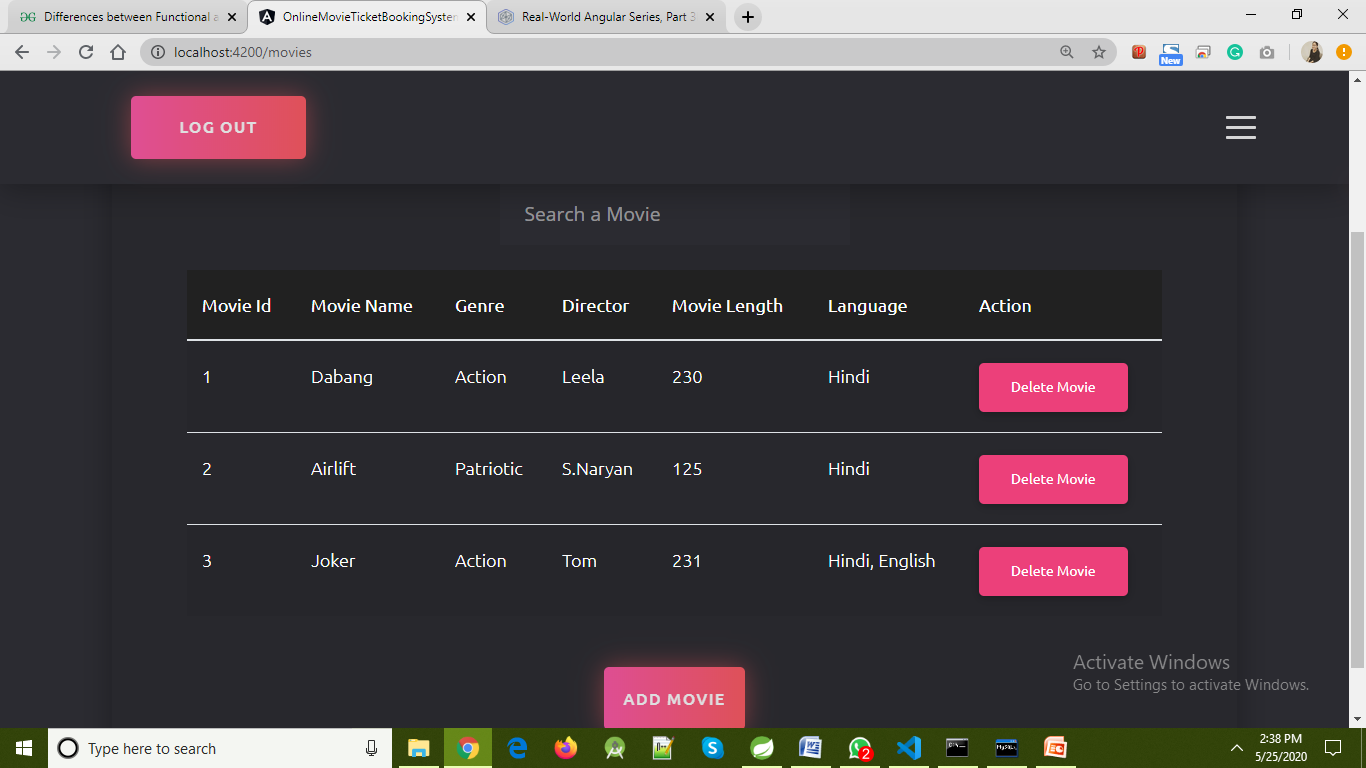 Differences between Functional a
OnlineMovieTicketBookingSystem
Real-World Angular Series, Part 3
localhost:4200/movies
New
LOG OUT
Search a Movie
Movie Id Movie Name Genre Director Movie Length Language Action
1 Dabang Action Leela 230 Hindi Delete Movie
2 Airlift Patriotic S.Naryan 125 Hindi Delete Movie
3 Joker Action Tom 231 Hindi, English Delete Movie
ADD MOVIE
Activate Windows
Go to Settings to activate Windows.
Type here to search
2
2:38 PM
5/25/2020